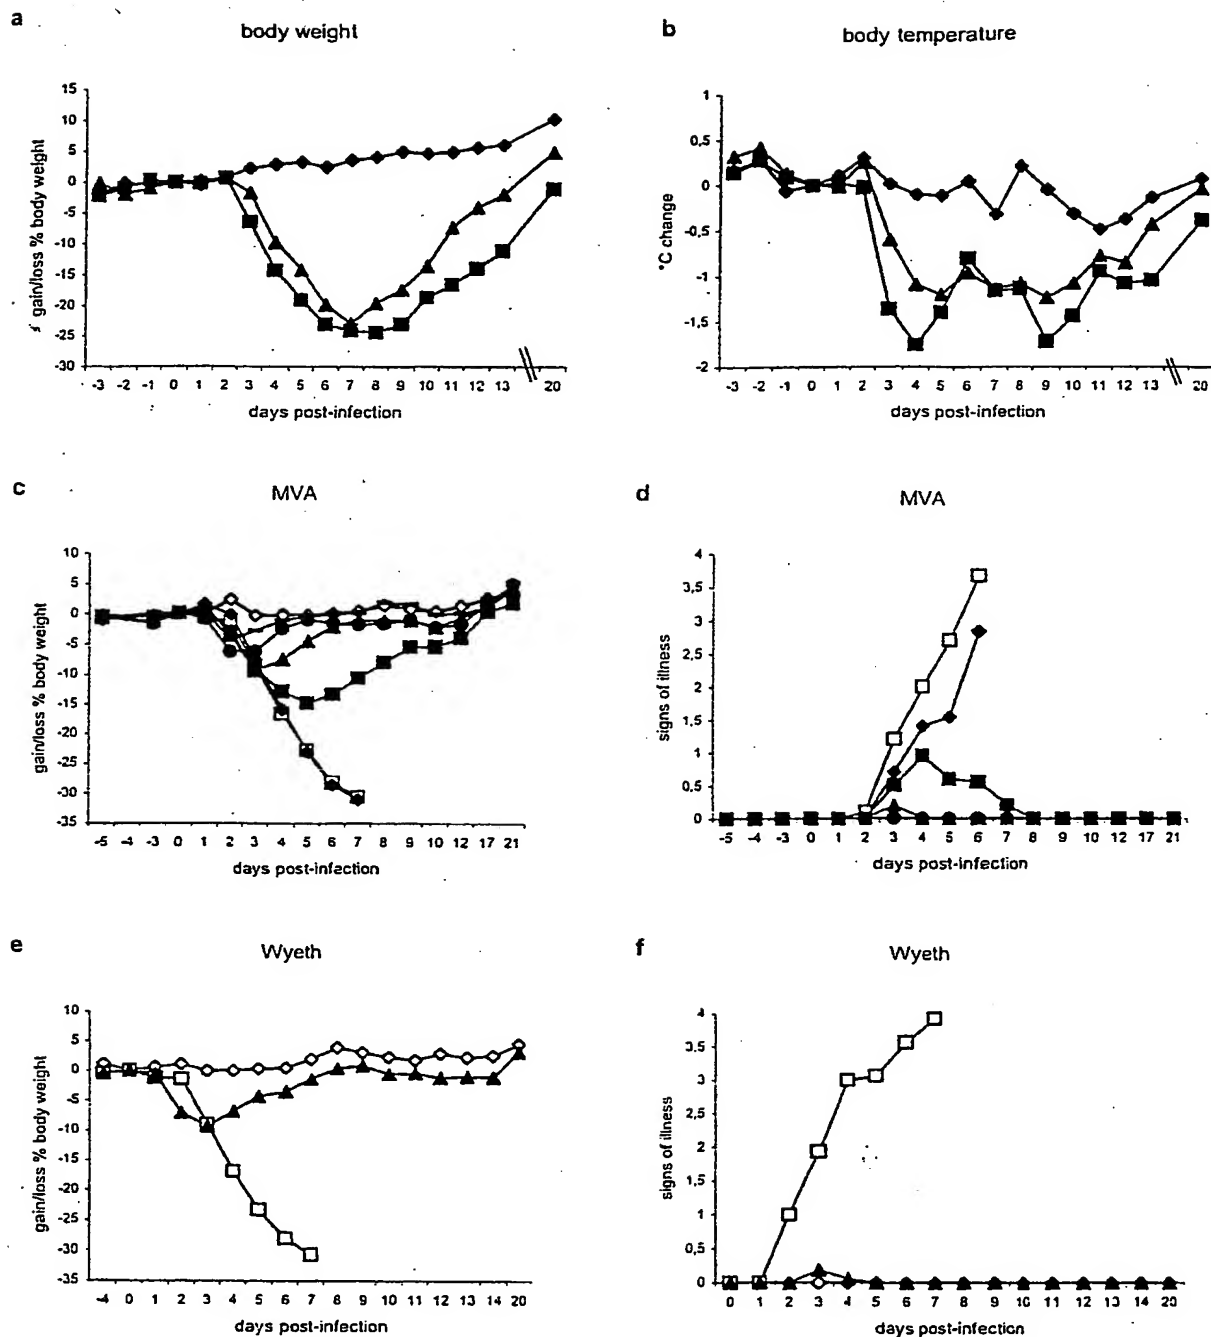 a
body weight
15
10
5
0
-5
-10
-15
-20
-25
-30
gain/loss % body weight
-3 -2 -1 0 1 2 3 4 5 6 7 8 9 10 11 12 13 20
days post-infection
b
body temperature
1
0,5
0
-0,5
-1
-1,5
-2
°C change
-3 -2 -1 0 1 2 3 4 5 6 7 8 9 10 11 12 13 20
days post-infection
c
MVA
10
5
0
-5
-10
-15
-20
-25
-30
-35
gain/loss % body weight
-5 -4 -3 0 1 2 3 4 5 6 7 8 9 10 12 17 21
days post-infection
d
MVA
4
3,5
3
2,5
2
1,5
1
0,5
0
signs of illness
-5 -4 -3 0 1 2 3 4 5 6 7 8 9 10 12 17 21
days post-infection
e
Wyeth
10
5
0
-5
-10
-15
-20
-25
-30
-35
gain/loss % body weight
-4 0 1 2 3 4 5 6 7 8 9 10 11 12 13 14 20
days post-infection
f
Wyeth
4
3,5
3
2,5
2
1,5
1
0,5
0
signs of illness
0 1 2 3 4 5 6 7 8 9 10 11 12 13 14 20
days post-infection